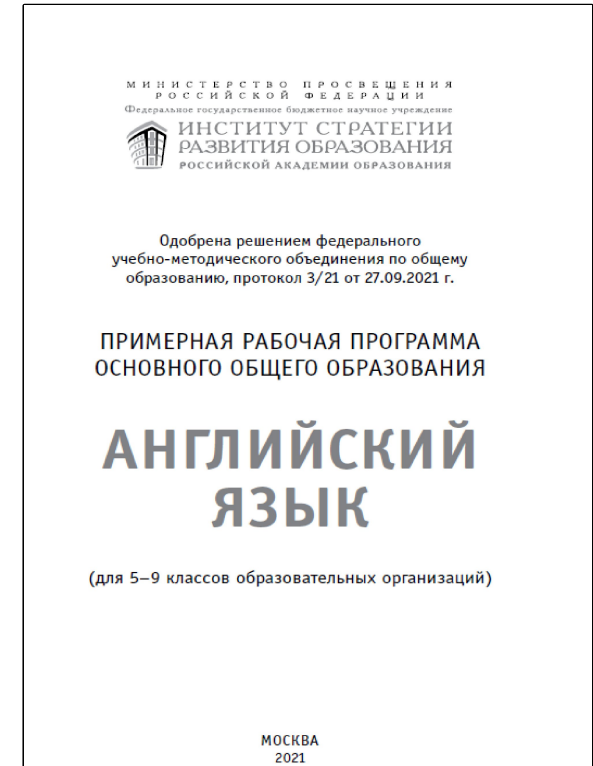 МИНИСТЕРСТВО ПРОСВЕЩЕНИЯ
РОССИЙСКОЙ ФЕДЕРАЦИИ
Федеральное государственное бюджетное научное учреждение
ИНСТИТУТ СТРАТЕГИИ
РАЗВИТИЯ ОБРАЗОВАНИЯ
РОССИЙСКОЙ АКАДЕМИИ ОБРАЗОВАНИЯ
Одобрена решением федерального
учебно-методического объединения по общему
образованию, протокол 3/21 от 27.09.2021 г.
ПРИМЕРНАЯ РАБОЧАЯ ПРОГРАММА
ОСНОВНОГО ОБЩЕГО ОБРАЗОВАНИЯ
АНГЛИЙСКИЙ
ЯЗЫК
(для 5–9 классов образовательных организаций)
МОСКВА
2021